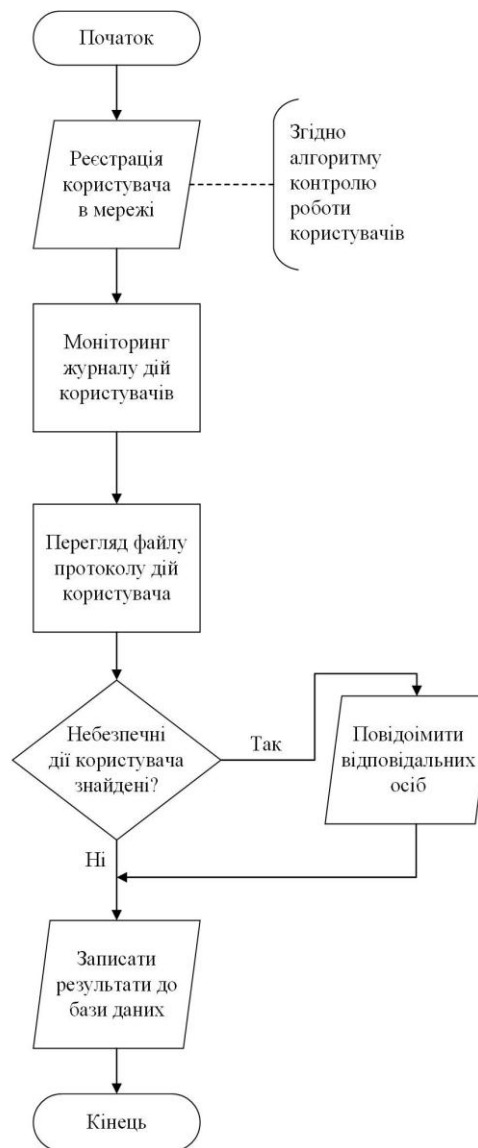 Початок
Реєстрація
користувача
в мережі
Згідно
алгоритму
контролю
роботи
користувачів
Моніторинг
журналу дій
користувачів
Перегляд файлу
протоколу дій
користувача
Небезпечні
дії користувача
знайдені?
Так
Повідоімити
відповідальних
осіб
Ні
Записати
результати до
бази даних
Кінець